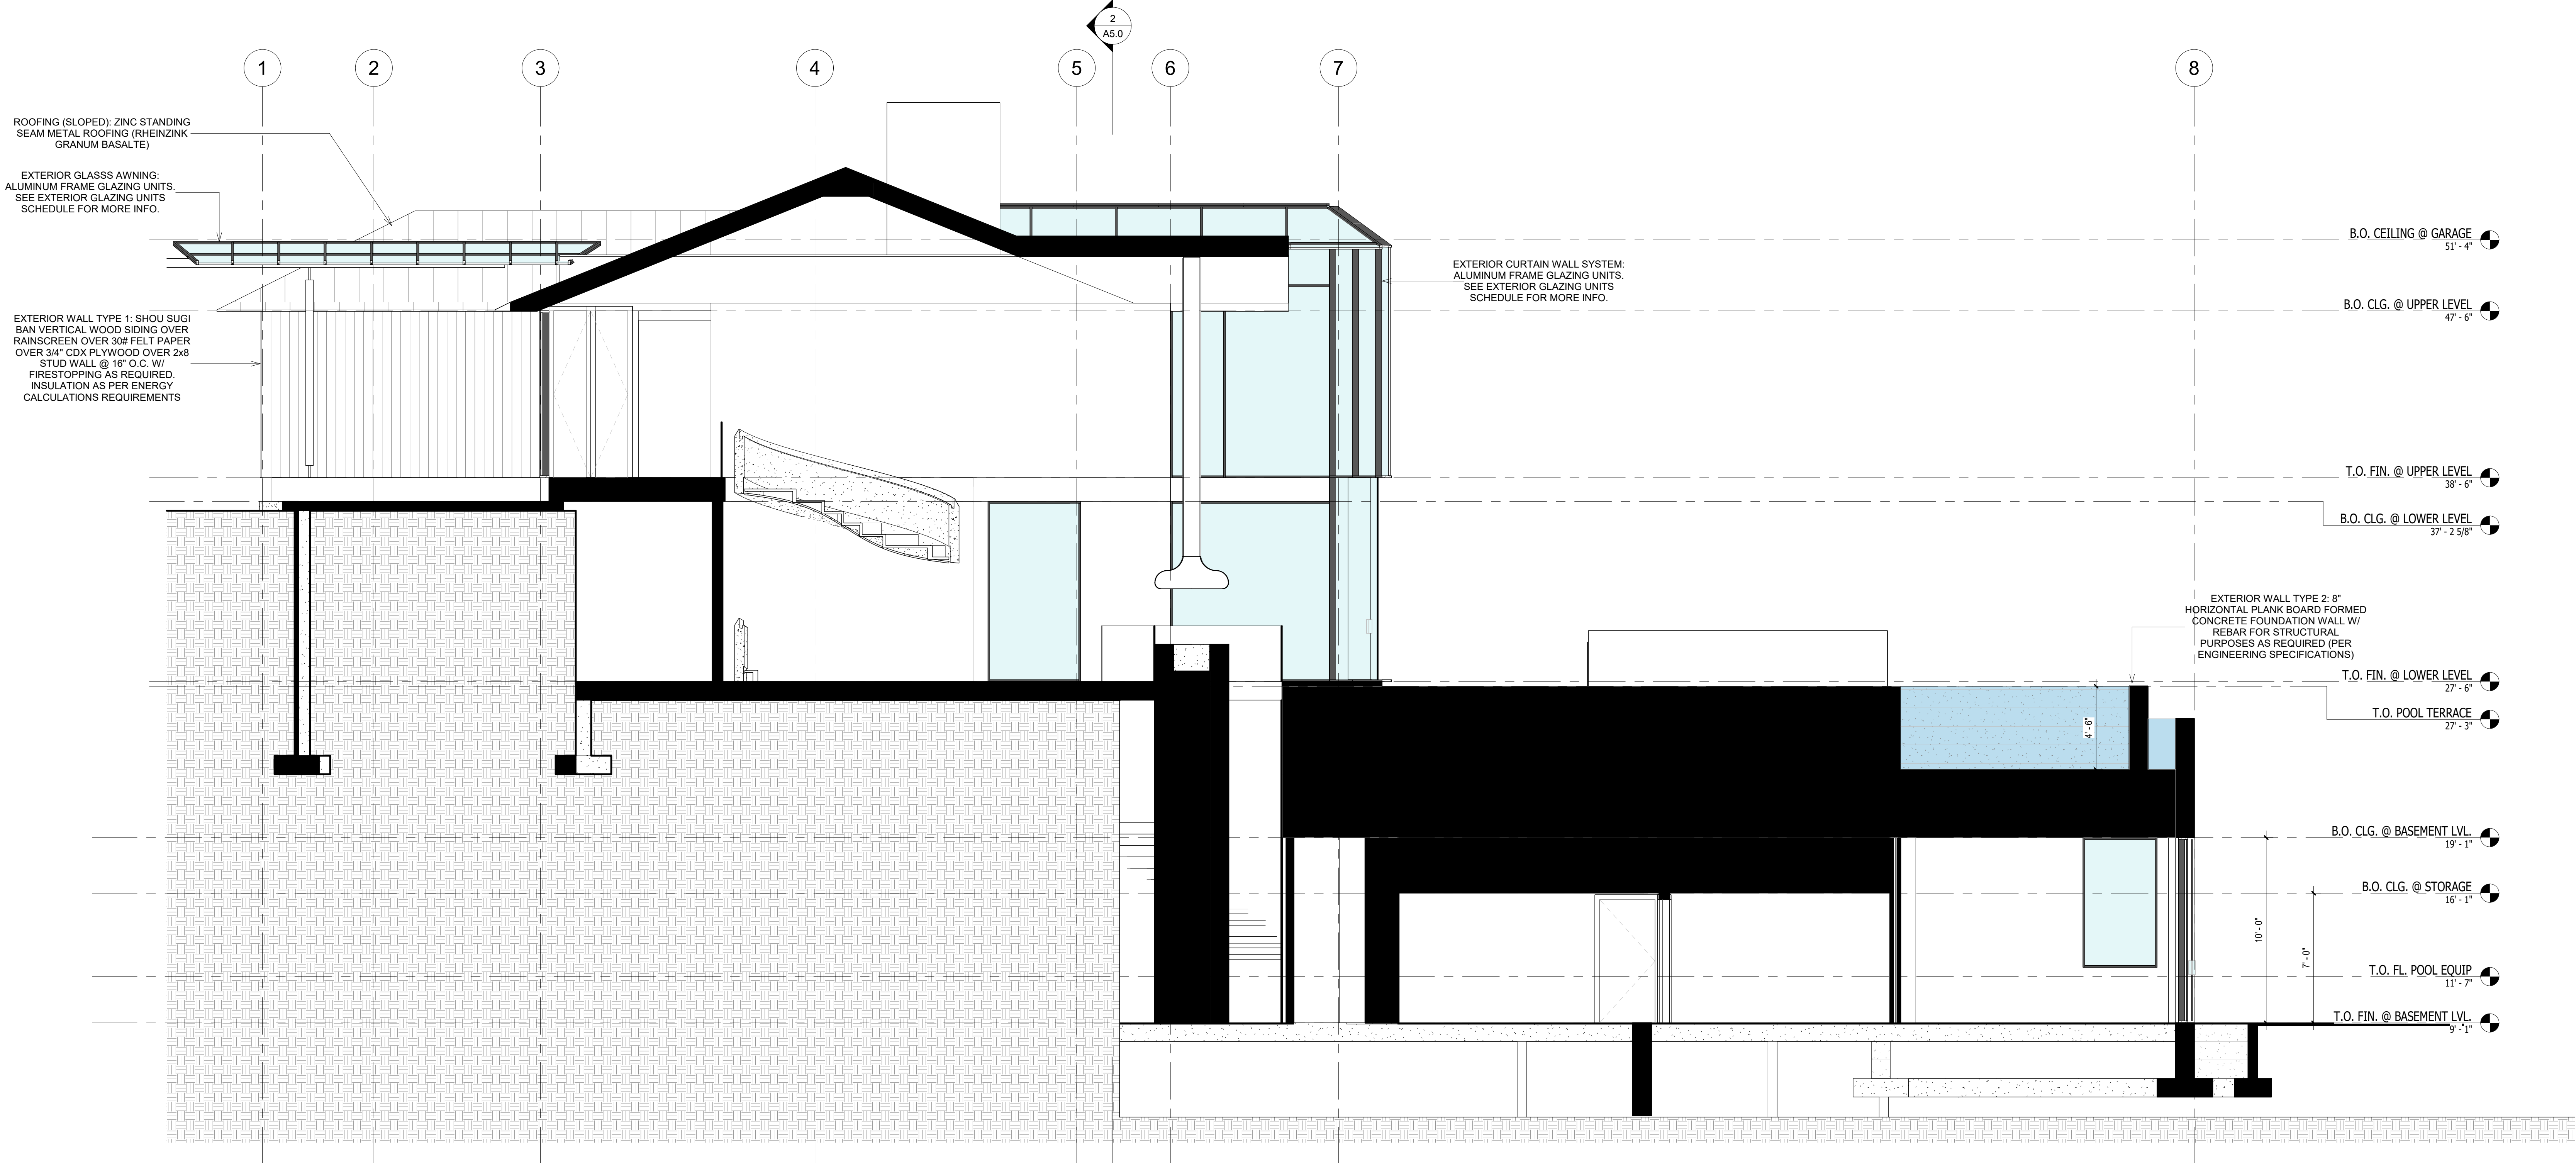 2
A5.0
1
2
3
4
5
6
7
8
ROOFING (SLOPED): ZINC STANDING
SEAM METAL ROOFING (RHEINZINK
GRANUM BASALTE)
EXTERIOR GLASSS AWNING:
ALUMINUM FRAME GLAZING UNITS.
SEE EXTERIOR GLAZING UNITS
SCHEDULE FOR MORE INFO.
EXTERIOR WALL TYPE 1: SHOU SUGI
BAN VERTICAL WOOD SIDING OVER
RAINSCREEN OVER 30# FELT PAPER
OVER 3/4" CDX PLYWOOD OVER 2x8
STUD WALL @ 16" O.C. W/
FIRESTOPPING AS REQUIRED.
INSULATION AS PER ENERGY
CALCULATIONS REQUIREMENTS
EXTERIOR CURTAIN WALL SYSTEM:
ALUMINUM FRAME GLAZING UNITS.
SEE EXTERIOR GLAZING UNITS
SCHEDULE FOR MORE INFO.
EXTERIOR WALL TYPE 2: 8"
HORIZONTAL PLANK BOARD FORMED
CONCRETE FOUNDATION WALL W/
REBAR FOR STRUCTURAL
PURPOSES AS REQUIRED (PER
ENGINEERING SPECIFICATIONS)
4' - 6"
10' - 0"
7' - 0"
B.O. CEILING @ GARAGE
51' - 4"
B.O. CLG. @ UPPER LEVEL
47' - 6"
T.O. FIN. @ UPPER LEVEL
38' - 6"
B.O. CLG. @ LOWER LEVEL
37' - 2 5/8"
T.O. FIN. @ LOWER LEVEL
27' - 6"
T.O. POOL TERRACE
27' - 3"
B.O. CLG. @ BASEMENT LVL.
19' - 1"
B.O. CLG. @ STORAGE
16' - 1"
T.O. FL. POOL EQUIP
11' - 7"
T.O. FIN. @ BASEMENT LVL.
9' - 1"